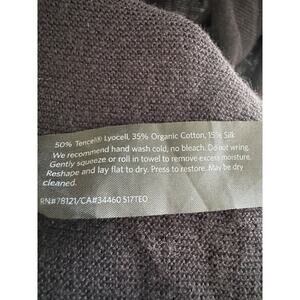 50% Tencel® Lyocell, 35% Organic Cotton, 15% Silk
We recommend hand wash cold, no bleach. Do not wring.
Gently squeeze or roll in towel to remove excess moisture.
Reshape and lay flat to dry. Press to restore. May be dry
cleaned.
RN#78121/CA#34460 S17TEO